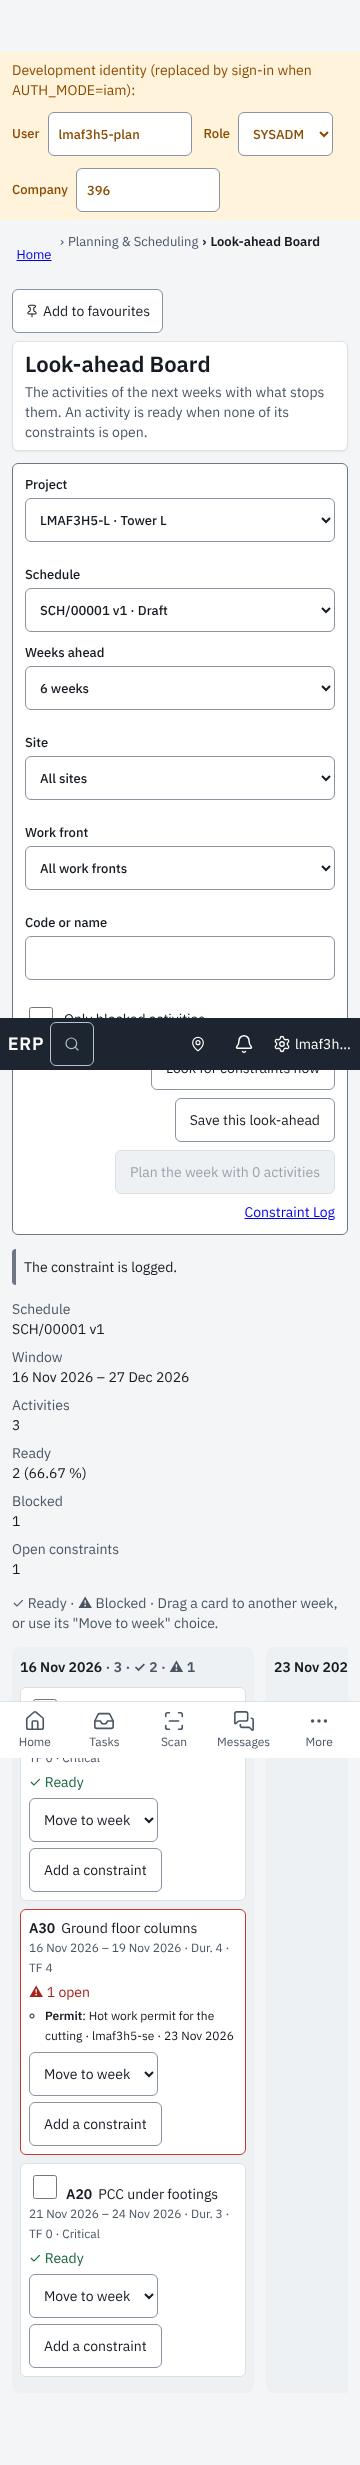 Development identity (replaced by sign-in when
AUTH_MODE=iam):
User lmaf3h5-plan Role SYSADM
Company 396
Home › Planning & Scheduling › Look-ahead Board
Add to favourites
Look-ahead Board
The activities of the next weeks with what stops
them. An activity is ready when none of its
constraints is open.
Project
LMAF3H5-L · Tower L
Schedule
SCH/00001 v1 · Draft
Weeks ahead
6 weeks
Site
All sites
Work front
All work fronts
Code or name
Only blocked activities
ERP lmaf3h...
Look for constraints now
Save this look-ahead
Plan the week with 0 activities
Constraint Log
The constraint is logged.
Schedule
SCH/00001 v1
Window
16 Nov 2026 – 27 Dec 2026
Activities
3
Ready
2 (66.67 %)
Blocked
1
Open constraints
1
✓ Ready · ⚠ Blocked · Drag a card to another week,
or use its "Move to week" choice.
16 Nov 2026 · 3 · ✓ 2 · ⚠ 1
23 Nov 202
Home Tasks Scan Messages More
TF 0 · Critical
✓ Ready
Move to week
Add a constraint
A30 Ground floor columns
16 Nov 2026 – 19 Nov 2026 · Dur. 4 ·
TF 4
⚠ 1 open
Permit: Hot work permit for the
cutting · lmaf3h5-se · 23 Nov 2026
Move to week
Add a constraint
A20 PCC under footings
21 Nov 2026 – 24 Nov 2026 · Dur. 3 ·
TF 0 · Critical
✓ Ready
Move to week
Add a constraint